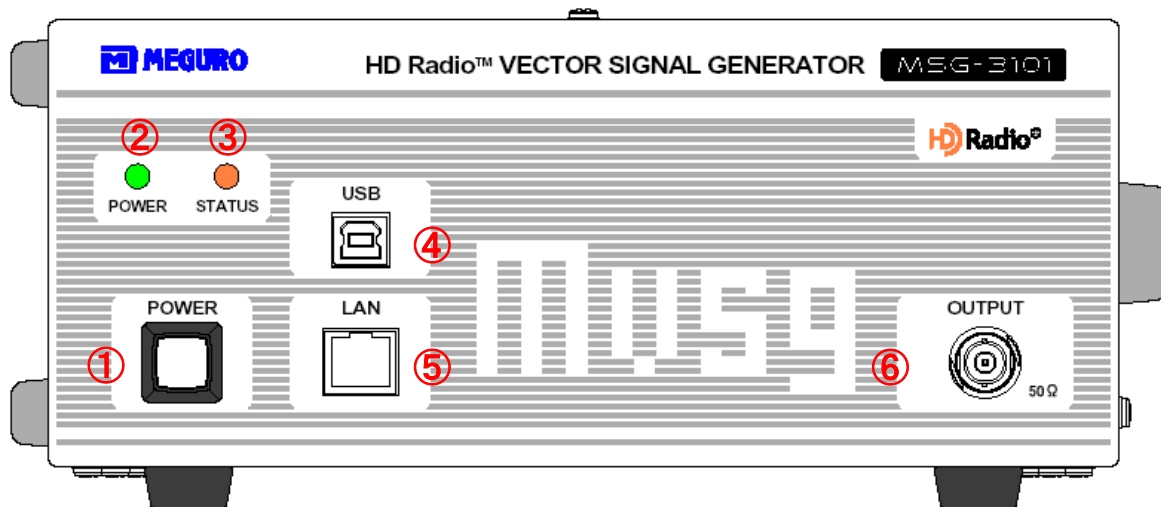 MEGURO
HD Radio™ VECTOR SIGNAL GENERATOR MSG-3101
HD Radio®
② ③
POWER STATUS
USB
④
Mvsg
POWER
①
LAN
⑤
OUTPUT
⑥
50Ω